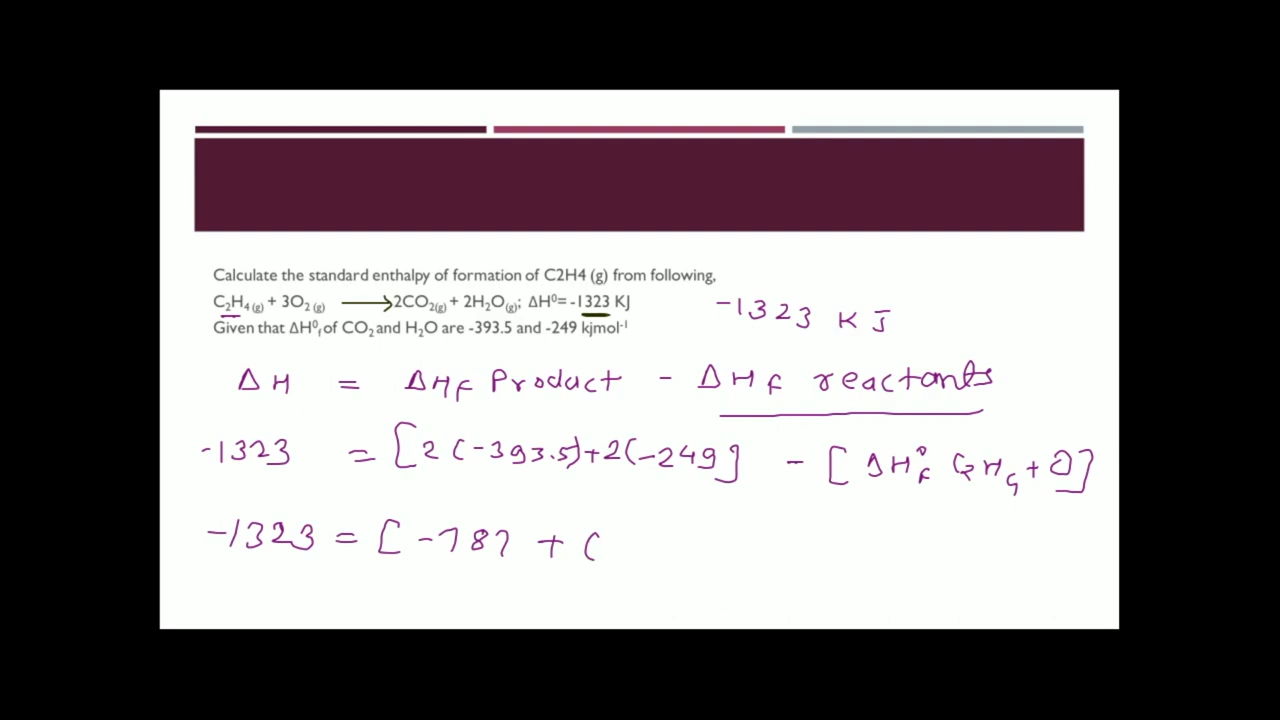 Calculate the standard enthalpy of formation of C2H4 (g) from following,
C₂H₄ (g) + 3O₂ (g) ⟶ 2CO₂(g) + 2H₂O(g); ΔH⁰= -1323 KJ
-1323 KJ
Given that ΔH⁰f of CO₂ and H₂O are -393.5 and -249 kjmol⁻¹
ΔH = ΔHf Product - ΔHf reactants
-1323 = [2(-393.5)+2(-249] - [ΔH°f C₂H₄+0]
-1323 = [-787 + (